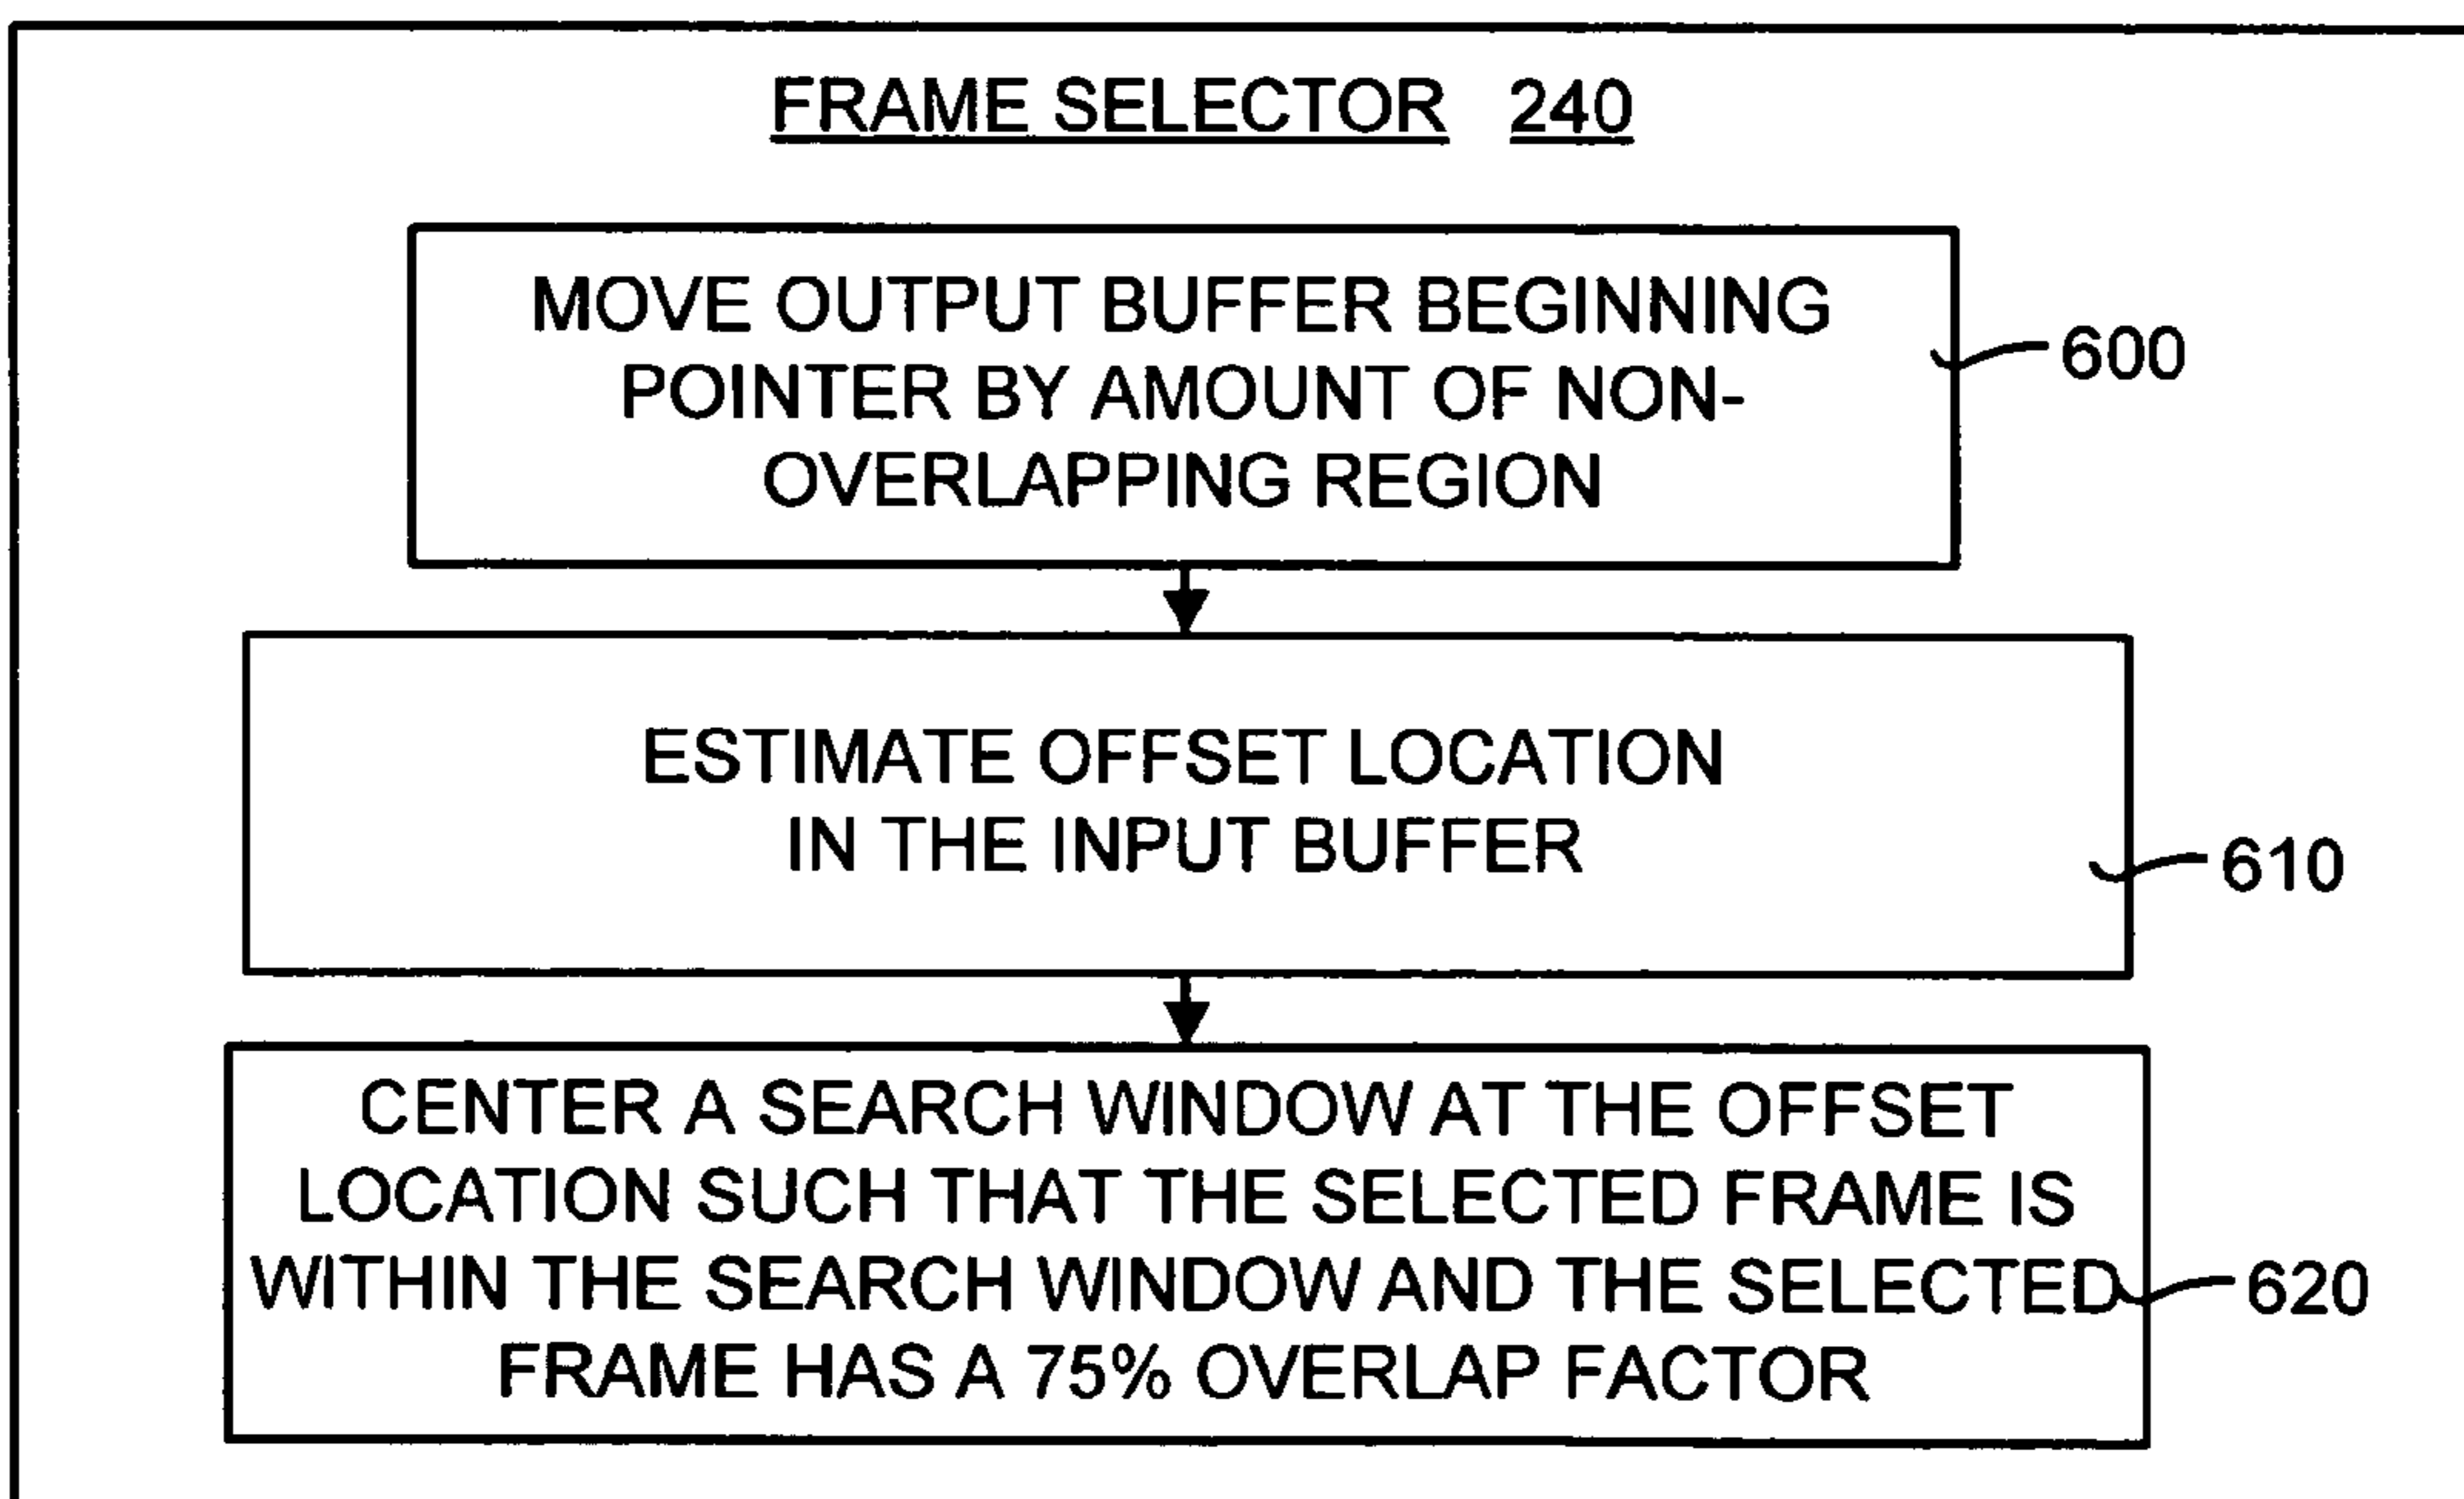 FRAME SELECTOR 240
MOVE OUTPUT BUFFER BEGINNING
POINTER BY AMOUNT OF NON-
OVERLAPPING REGION
600
ESTIMATE OFFSET LOCATION
IN THE INPUT BUFFER
610
CENTER A SEARCH WINDOW AT THE OFFSET
LOCATION SUCH THAT THE SELECTED FRAME IS
WITHIN THE SEARCH WINDOW AND THE SELECTED
FRAME HAS A 75% OVERLAP FACTOR
620